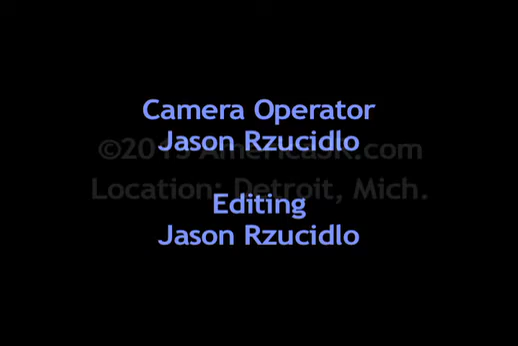 Camera Operator
Jason Rzucidlo
Location: Detroit, Mich.
Editing
Jason Rzucidlo